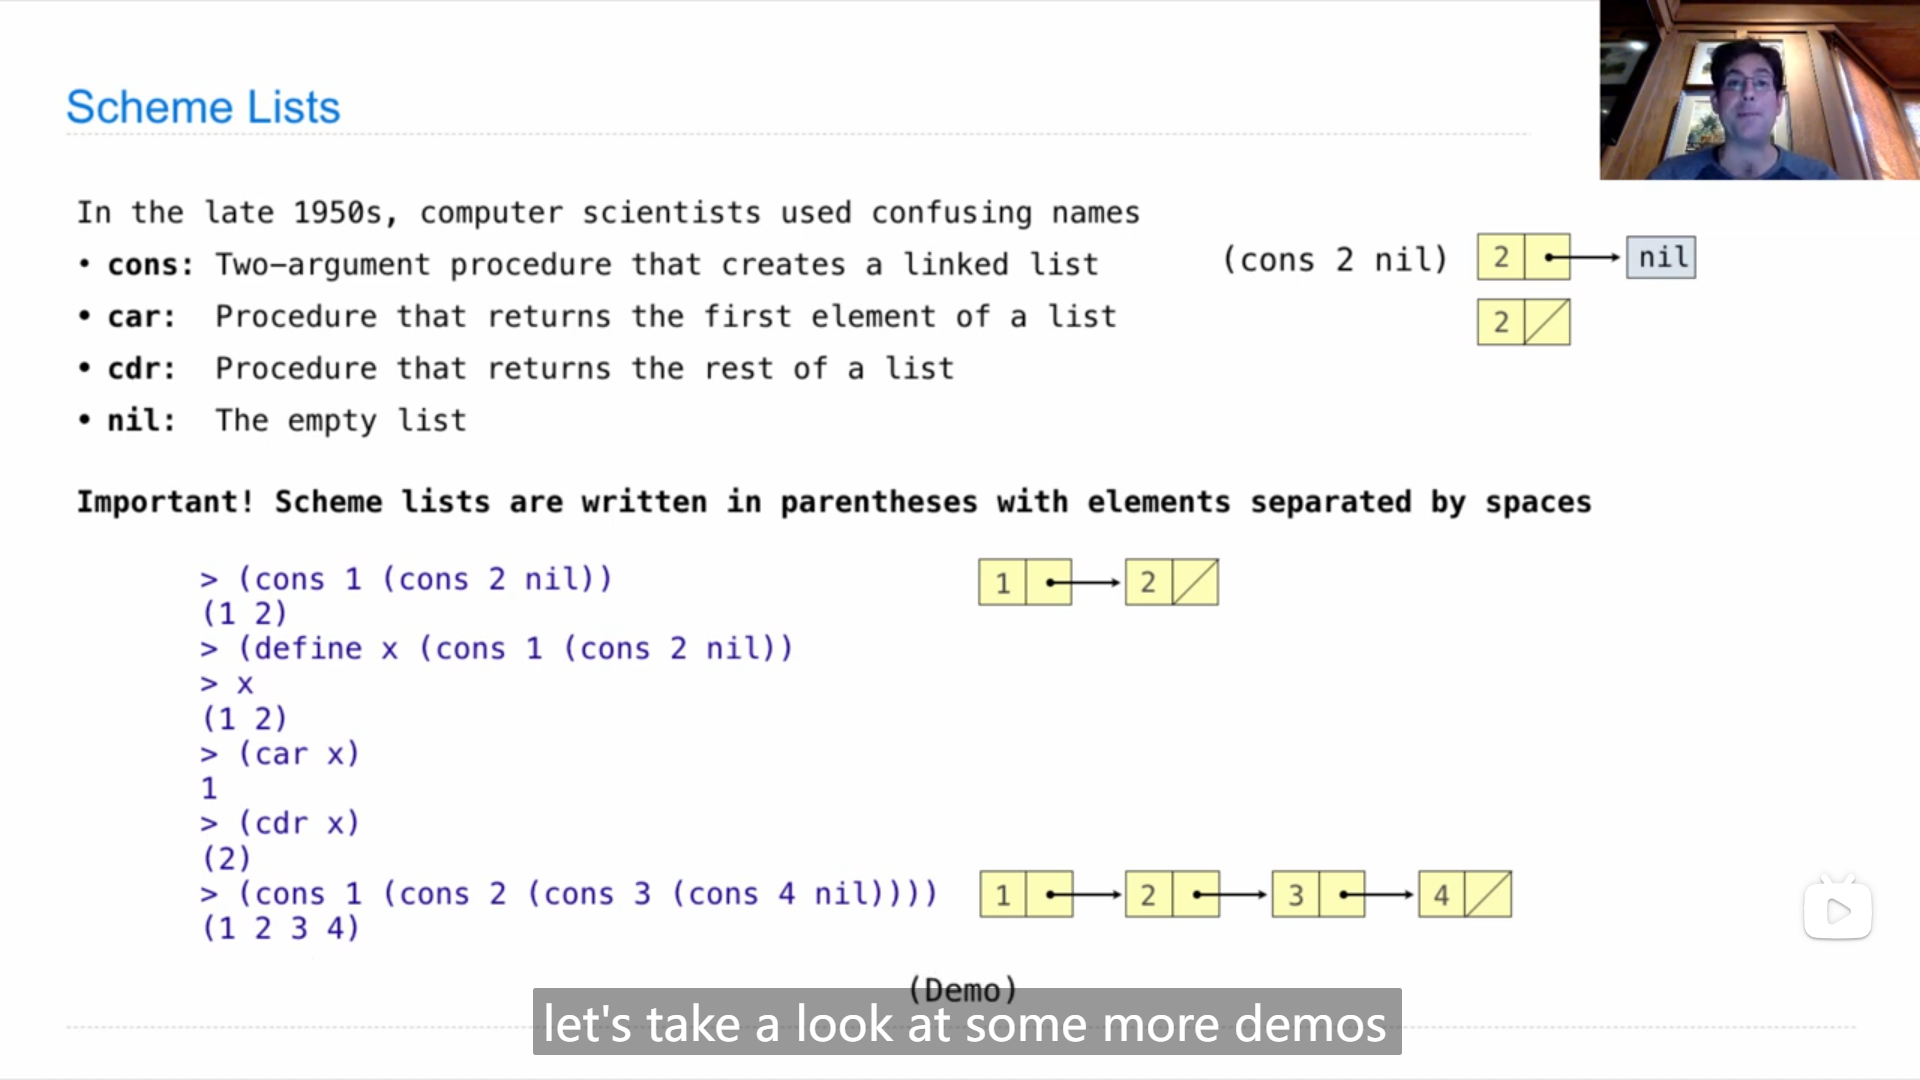 Scheme Lists
In the late 1950s, computer scientists used confusing names
• cons: Two-argument procedure that creates a linked list
• car: Procedure that returns the first element of a list
• cdr: Procedure that returns the rest of a list
• nil: The empty list
(cons 2 nil) 2 nil
2
Important! Scheme lists are written in parentheses with elements separated by spaces
> (cons 1 (cons 2 nil))
1 2
(1 2)
> (define x (cons 1 (cons 2 nil))
> x
(1 2)
> (car x)
1
> (cdr x)
(2)
> (cons 1 (cons 2 (cons 3 (cons 4 nil))))
1 2 3 4
(1 2 3 4)
(Demo)
let's take a look at some more demos